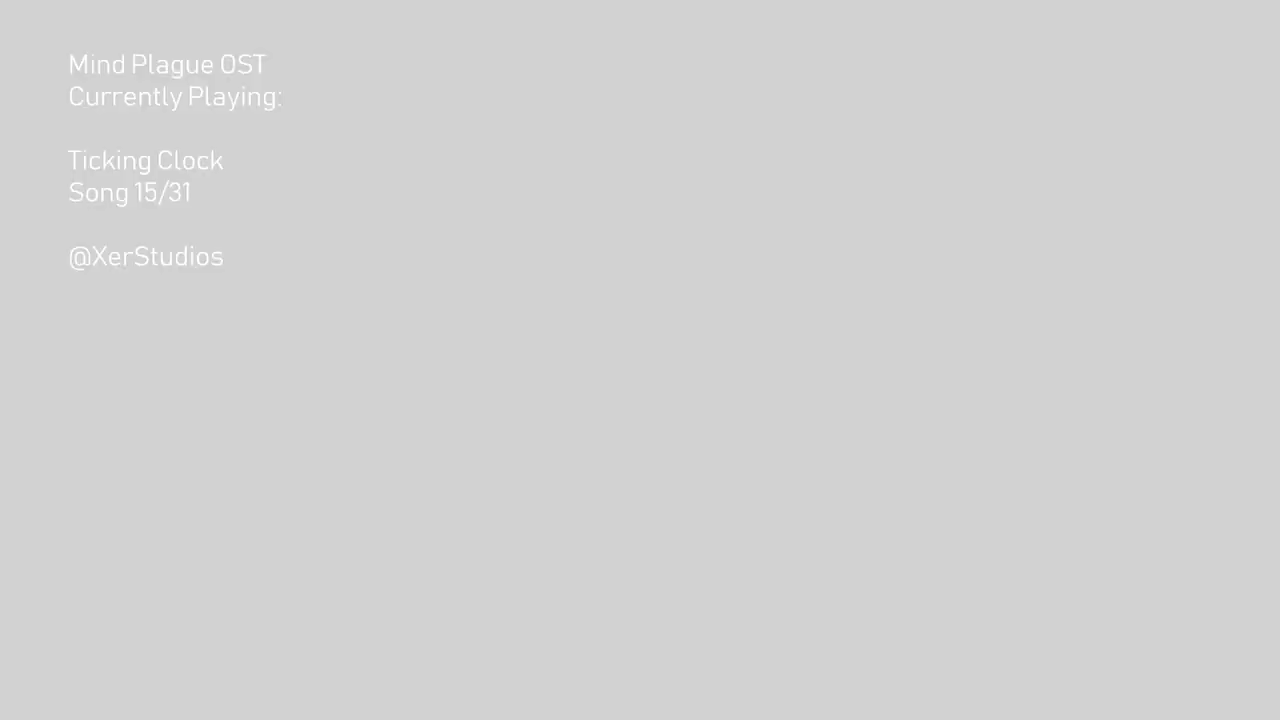 Mind Plague OST
Currently Playing:
Ticking Clock
Song 15/31
@XerStudios